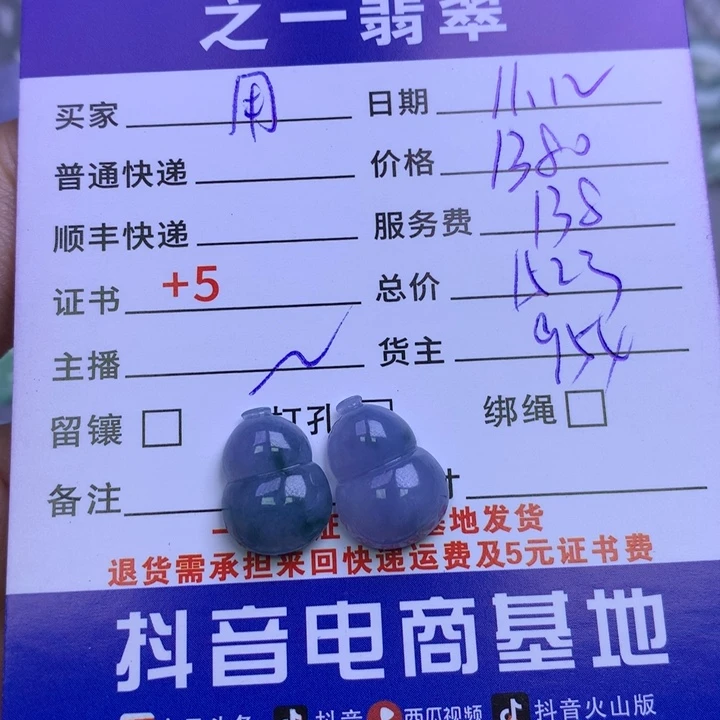 之一翡翠
买家 用 日期 11.12
普通快递 价格 1380
顺丰快递 服务费 138
证书 +5 总价 1523
主播 货主 954
留镶 打孔 绑绳
备注
基地发货
退货需承担来回快递运费及5元证书费
抖音电商基地
抖音 西瓜视频 抖音火山版